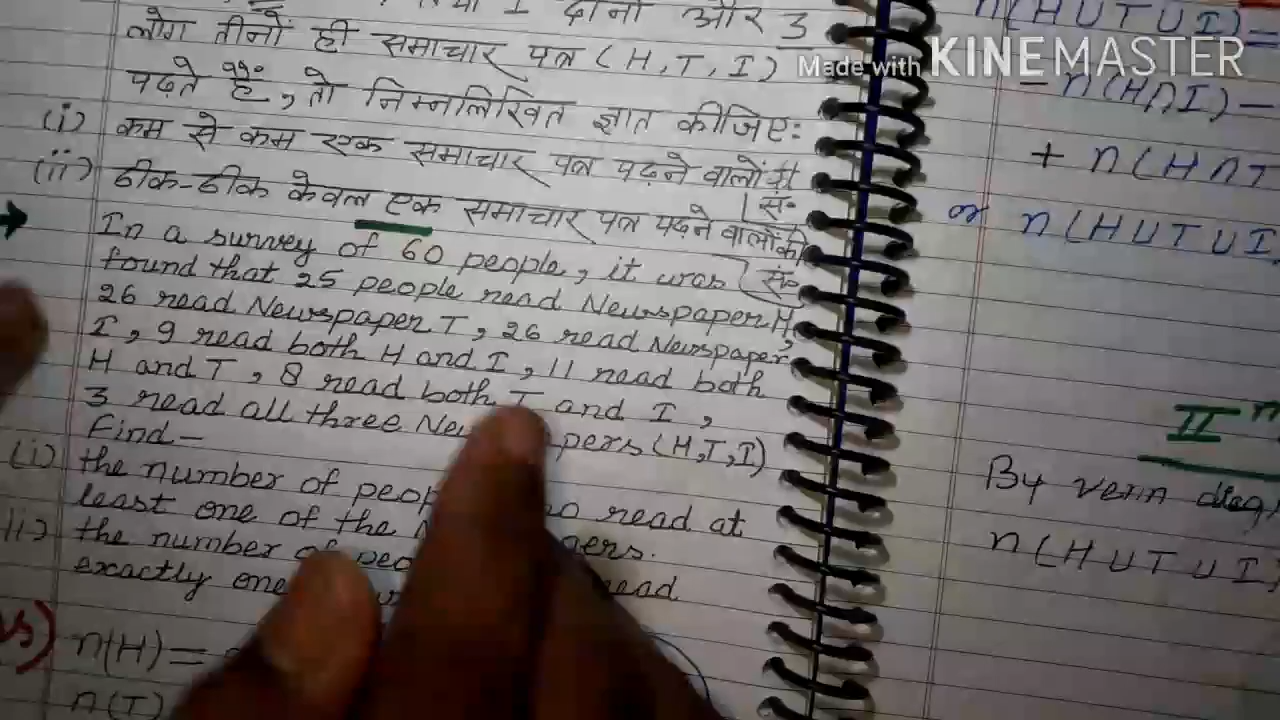 दोनों और 3
लोग तीनों ही समाचार पत्र (H, T, I)
पढ़ते हैं, तो निम्नलिखित ज्ञात कीजिए:
(i) कम से कम एक समाचार पत्र पढ़ने वालों की सं॰
(ii) ठीक-ठीक केवल एक समाचार पत्र पढ़ने वालों की सं॰
In a survey of 60 people, it was
found that 25 people read Newspaper H,
26 read Newspaper T, 26 read Newspaper
I, 9 read both H and I, 11 read both
H and T, 8 read both T and I,
3 read all three (H,T,I)
Find-
(i) the number of read at
least one of the
(ii) the number of
exactly one read
n(H)=
n(T)
n(HUTUI)=
- n(H∩I) -
+ n(H∩T
or n(HUTUI
II
By venn
n(HUTUI)
Made with KINEMASTER